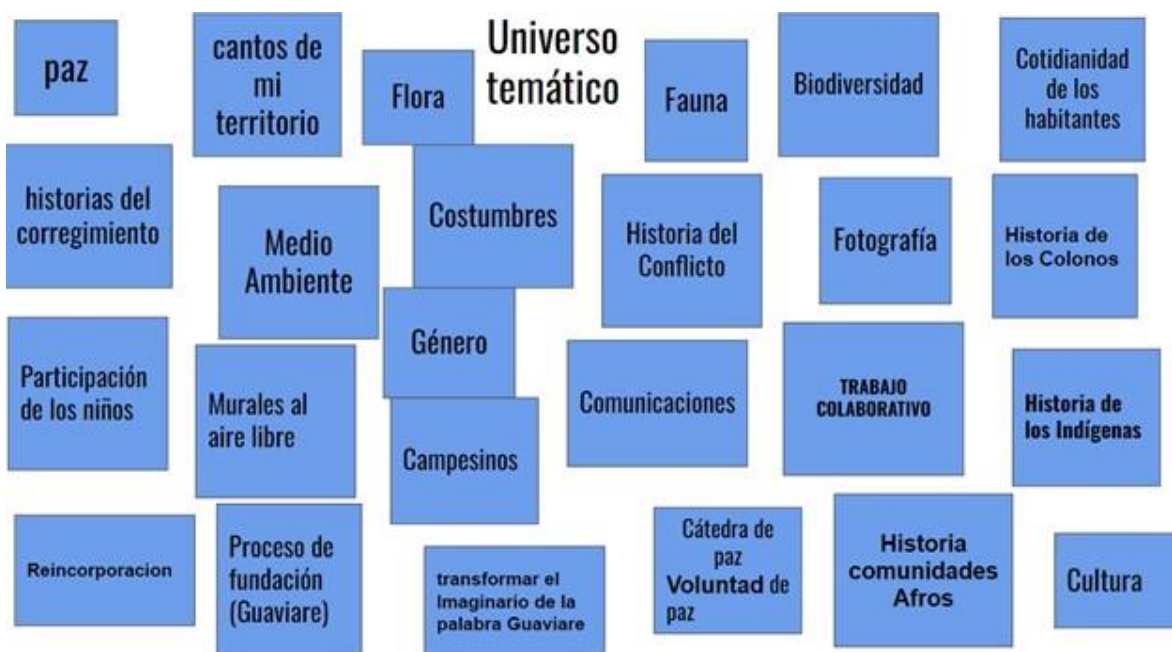 Universo
temático
paz
cantos de
mi
territorio
Flora
Fauna
Biodiversidad
Cotidianidad
de los
habitantes
historias del
corregimiento
Medio
Ambiente
Costumbres
Historia del
Conflicto
Fotografía
Historia de
los Colonos
Participación
de los niños
Murales al
aire libre
Género
Campesinos
Comunicaciones
TRABAJO
COLABORATIVO
Historia de
los Indígenas
Reincorporacion
Proceso de
fundación
(Guaviare)
transformar el
Imaginario de la
palabra Guaviare
Cátedra de
paz
Voluntad de
paz
Historia
comunidades
Afros
Cultura